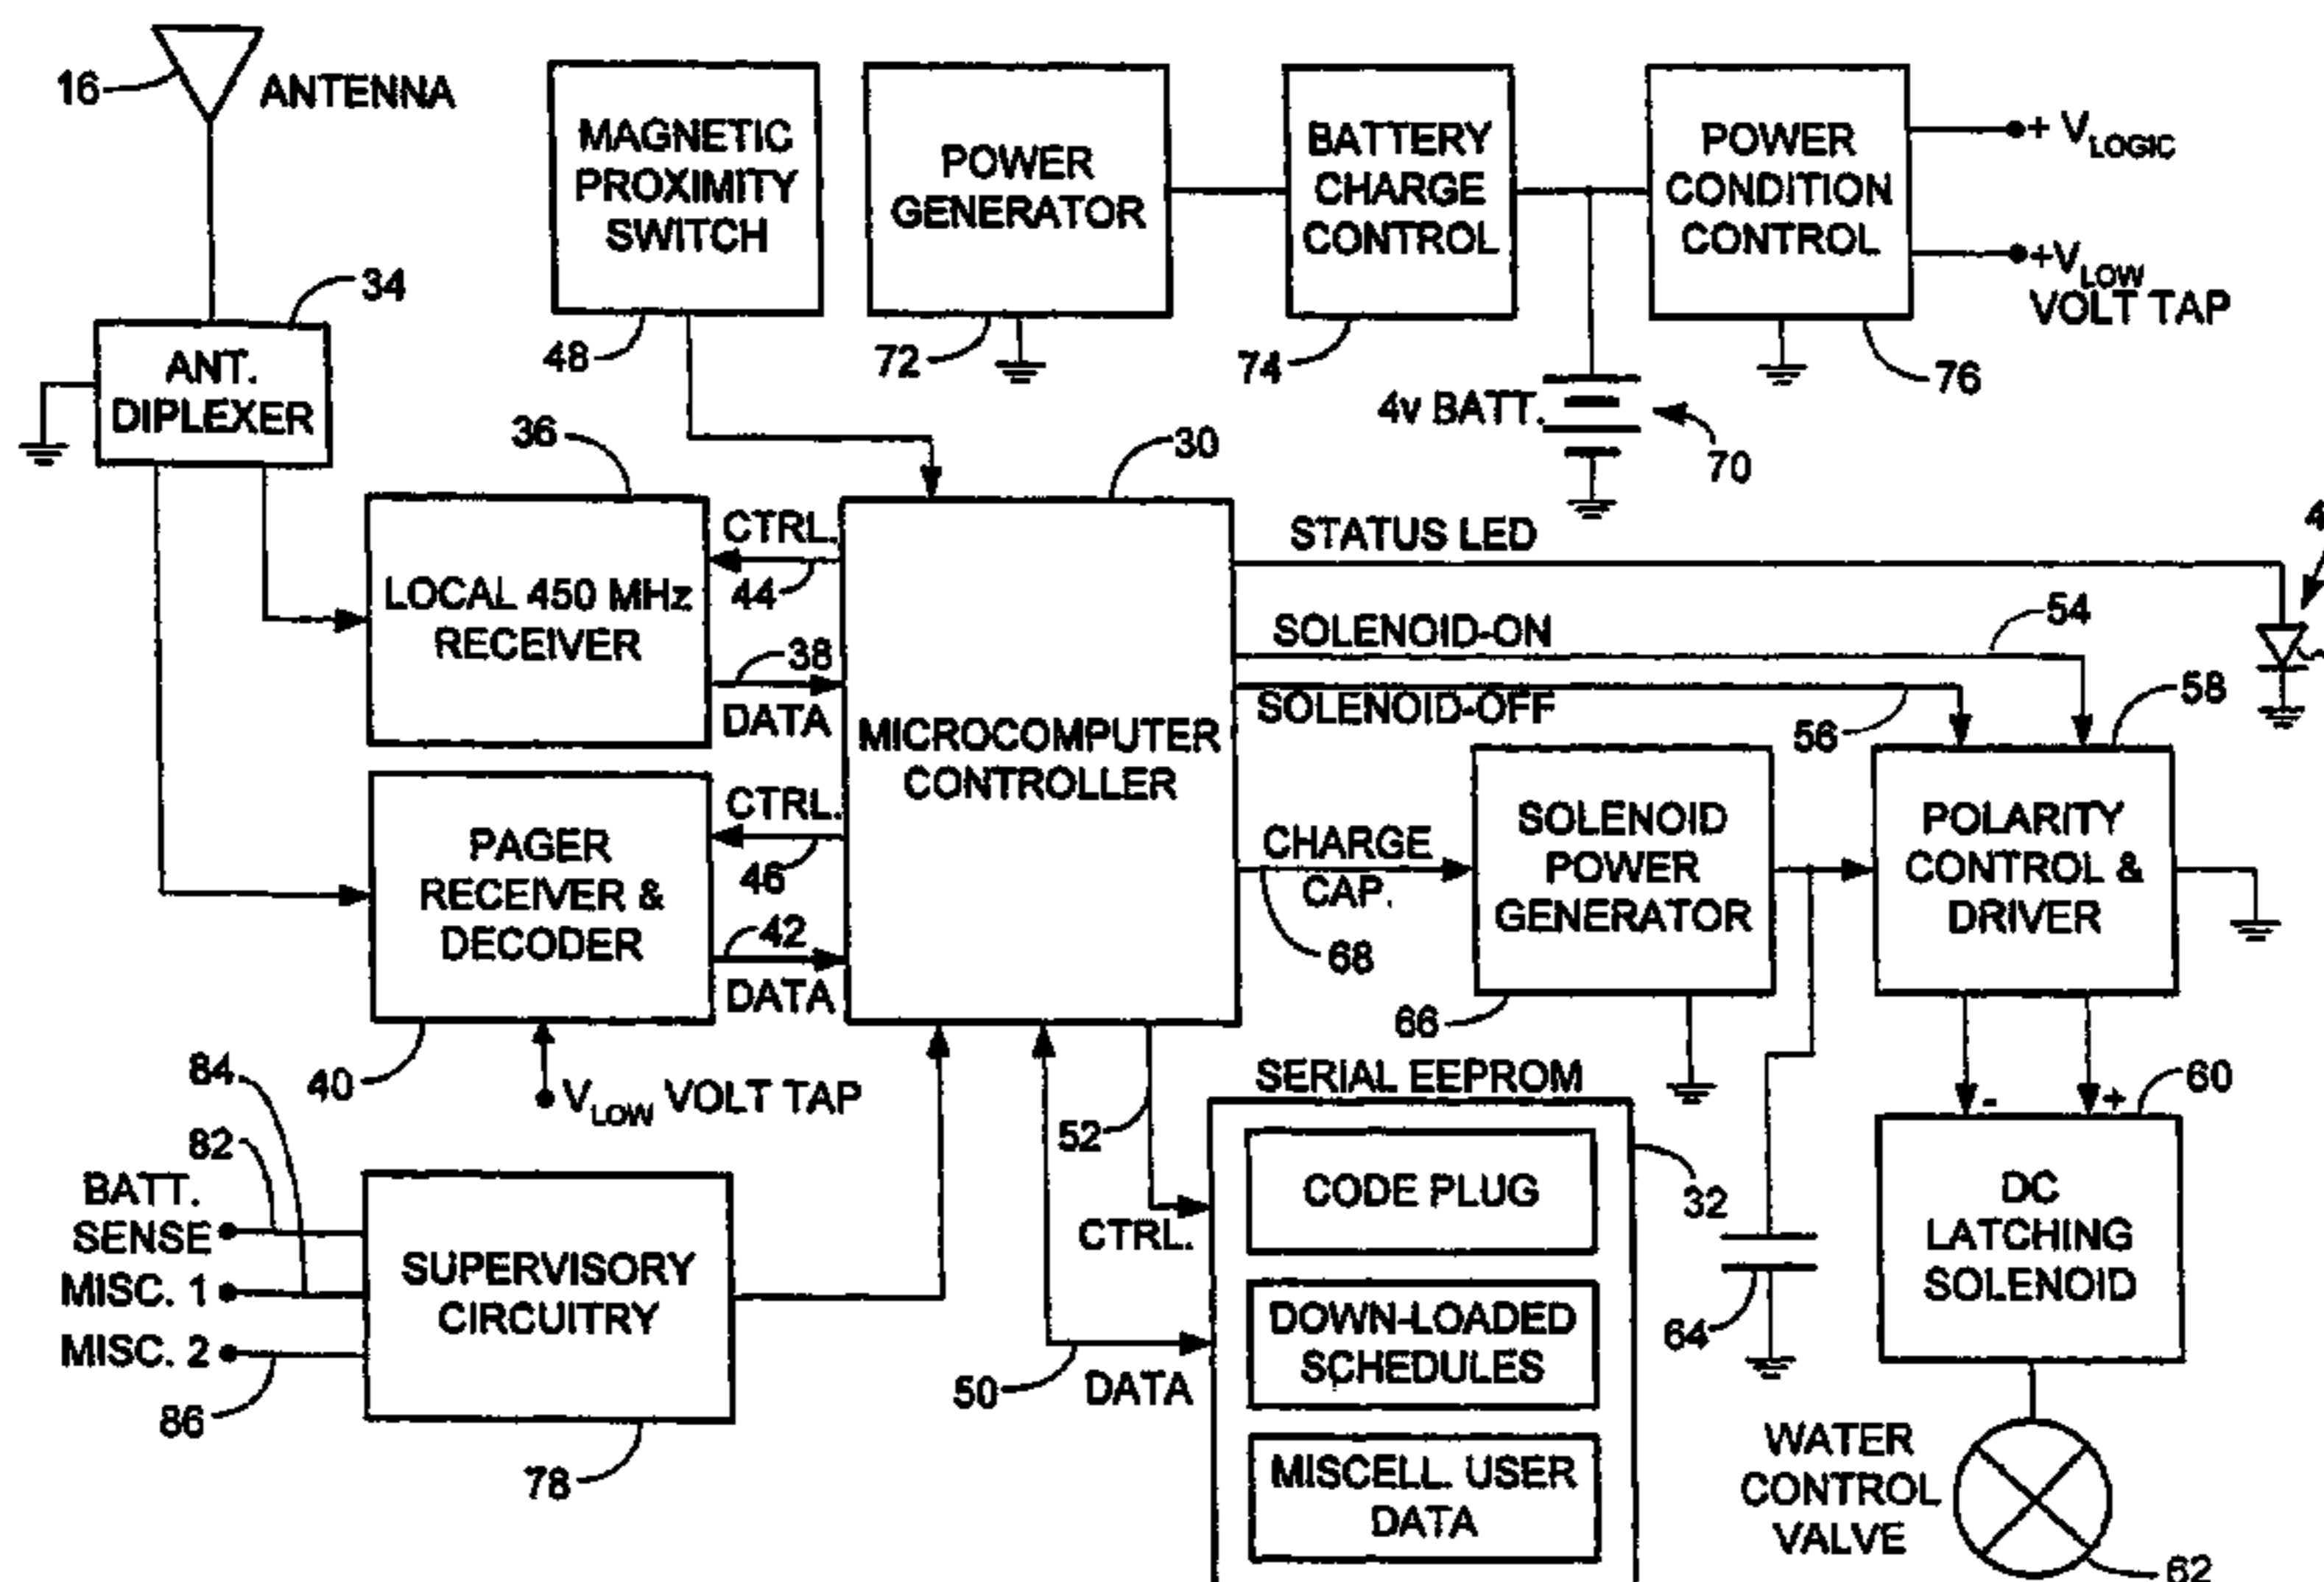 16
ANTENNA
MAGNETIC
PROXIMITY
SWITCH
48
POWER
GENERATOR
72
BATTERY
CHARGE
CONTROL
74
POWER
CONDITION
CONTROL
76
+ VLOGIC
+VLOW
VOLT TAP
4v BATT.
70
34
ANT.
DIPLEXER
36
LOCAL 450 MHz
RECEIVER
CTRL.
44
38
DATA
30
MICROCOMPUTER
CONTROLLER
STATUS LED
SOLENOID-ON
54
SOLENOID-OFF
56
58
PAGER
RECEIVER &
DECODER
40
CTRL.
46
42
DATA
VLOW VOLT TAP
CHARGE
CAP.
68
SOLENOID
POWER
GENERATOR
66
POLARITY
CONTROL &
DRIVER
- +
60
DC
LATCHING
SOLENOID
84
82
BATT.
SENSE
MISC. 1
MISC. 2
86
SUPERVISORY
CIRCUITRY
78
52
CTRL.
50
DATA
SERIAL EEPROM
32
CODE PLUG
DOWN-LOADED
SCHEDULES
MISCELL. USER
DATA
64
WATER
CONTROL
VALVE
62